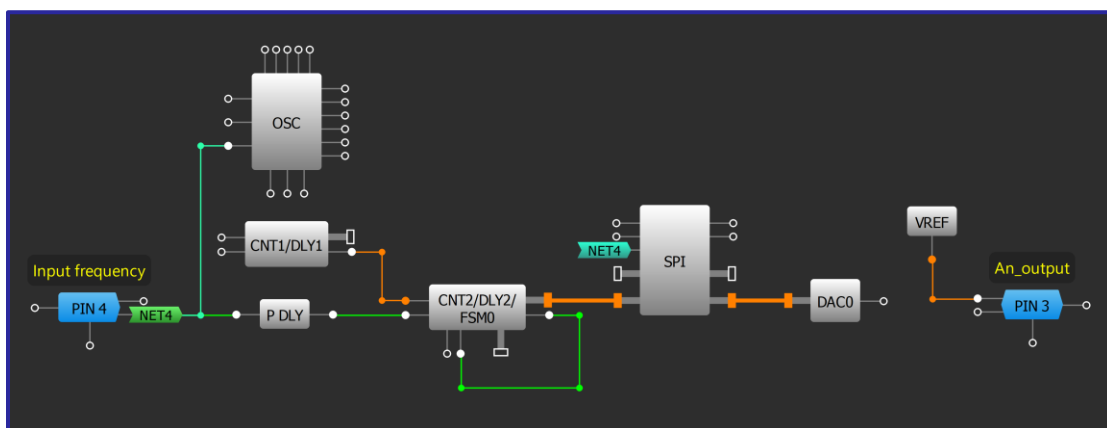 OSC
CNT1/DLY1
NET4
SPI
VREF
Input frequency
An_output
PIN 4
NET4
P DLY
CNT2/DLY2/
FSM0
DAC0
PIN 3